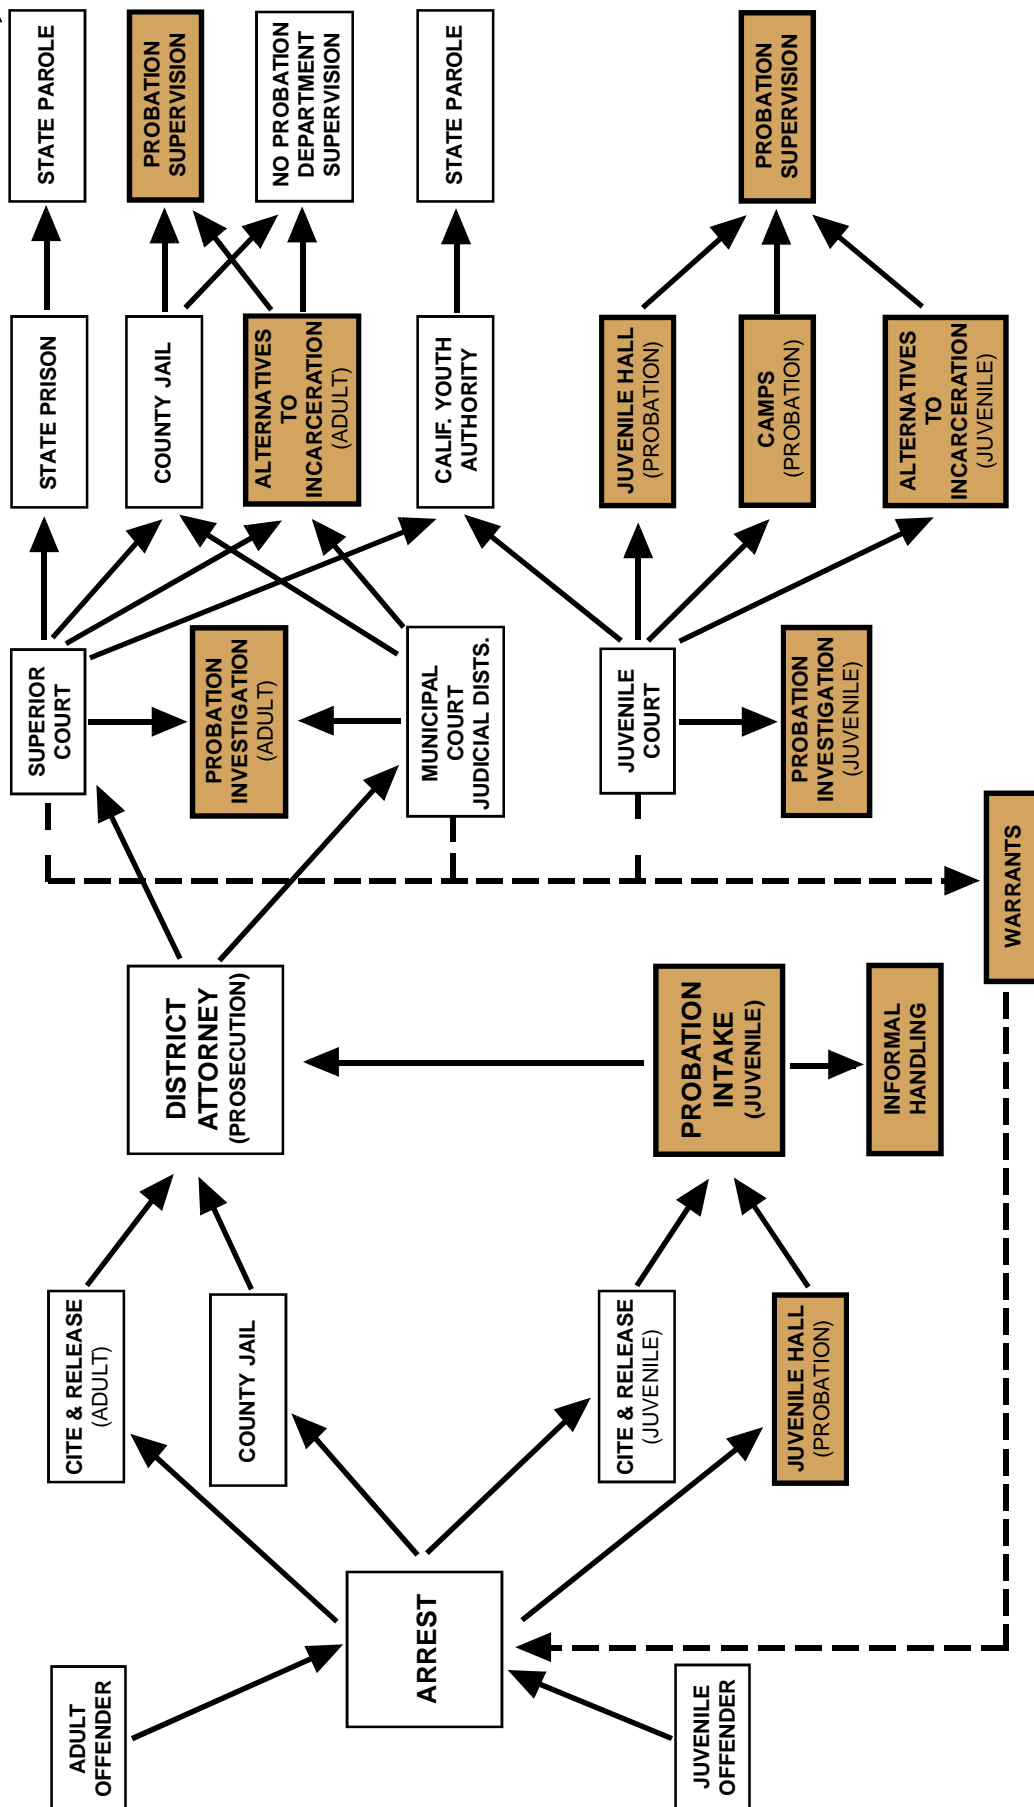 ADULT
OFFENDER
JUVENILE
OFFENDER
ARREST
CITE & RELEASE
(ADULT)
COUNTY JAIL
CITE & RELEASE
(JUVENILE)
JUVENILE HALL
(PROBATION)
DISTRICT
ATTORNEY
(PROSECUTION)
PROBATION
INTAKE
(JUVENILE)
INFORMAL
HANDLING
WARRANTS
SUPERIOR
COURT
PROBATION
INVESTIGATION
(ADULT)
MUNICIPAL
COURT
JUDICIAL DISTS.
JUVENILE
COURT
PROBATION
INVESTIGATION
(JUVENILE)
STATE PRISON
COUNTY JAIL
ALTERNATIVES
TO
INCARCERATION
(ADULT)
CALIF. YOUTH
AUTHORITY
JUVENILE HALL
(PROBATION)
CAMPS
(PROBATION)
ALTERNATIVES
TO
INCARCERATION
(JUVENILE)
STATE PAROLE
PROBATION
SUPERVISION
NO PROBATION
DEPARTMENT
SUPERVISION
STATE PAROLE
PROBATION
SUPERVISION